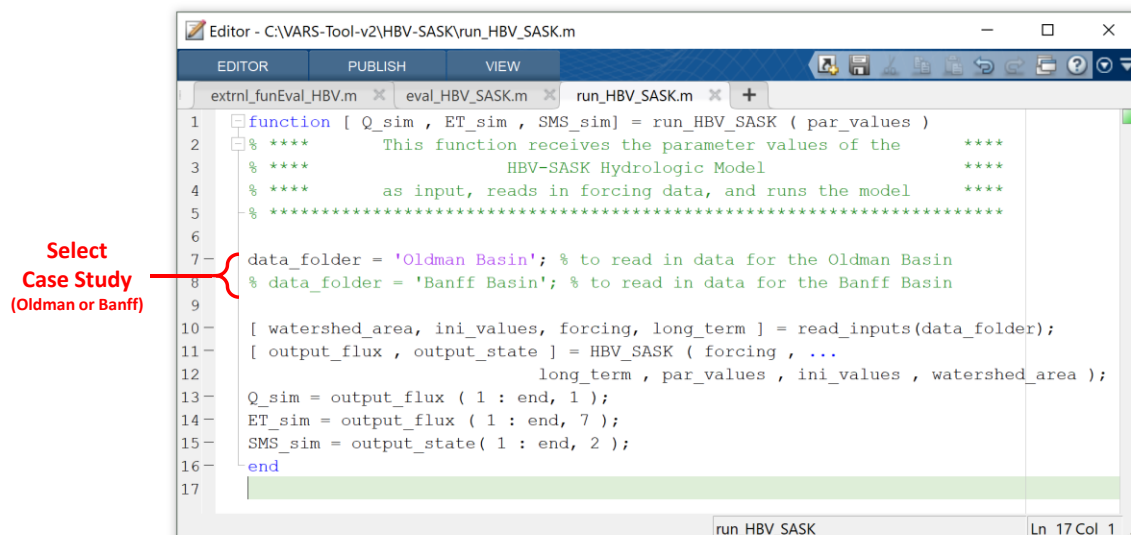 Editor - C:\VARS-Tool-v2\HBV-SASK\run_HBV_SASK.m
EDITOR PUBLISH VIEW
extrnl_funEval_HBV.m eval_HBV_SASK.m run_HBV_SASK.m +
1 function [ Q_sim , ET_sim , SMS_sim] = run_HBV_SASK ( par_values )
2 % **** This function receives the parameter values of the ****
3 % **** HBV-SASK Hydrologic Model ****
4 % **** as input, reads in forcing data, and runs the model ****
5 % ***********************************************************************
6
Select
Case Study
(Oldman or Banff)
7 data_folder = 'Oldman Basin'; % to read in data for the Oldman Basin
8 % data_folder = 'Banff Basin'; % to read in data for the Banff Basin
9
10 [ watershed_area, ini_values, forcing, long_term ] = read_inputs(data_folder);
11 [ output_flux , output_state ] = HBV_SASK ( forcing , ...
12 long_term , par_values , ini_values , watershed_area );
13 Q_sim = output_flux ( 1 : end, 1 );
14 ET_sim = output_flux ( 1 : end, 7 );
15 SMS_sim = output_state( 1 : end, 2 );
16 end
17
run_HBV_SASK Ln 17 Col 1